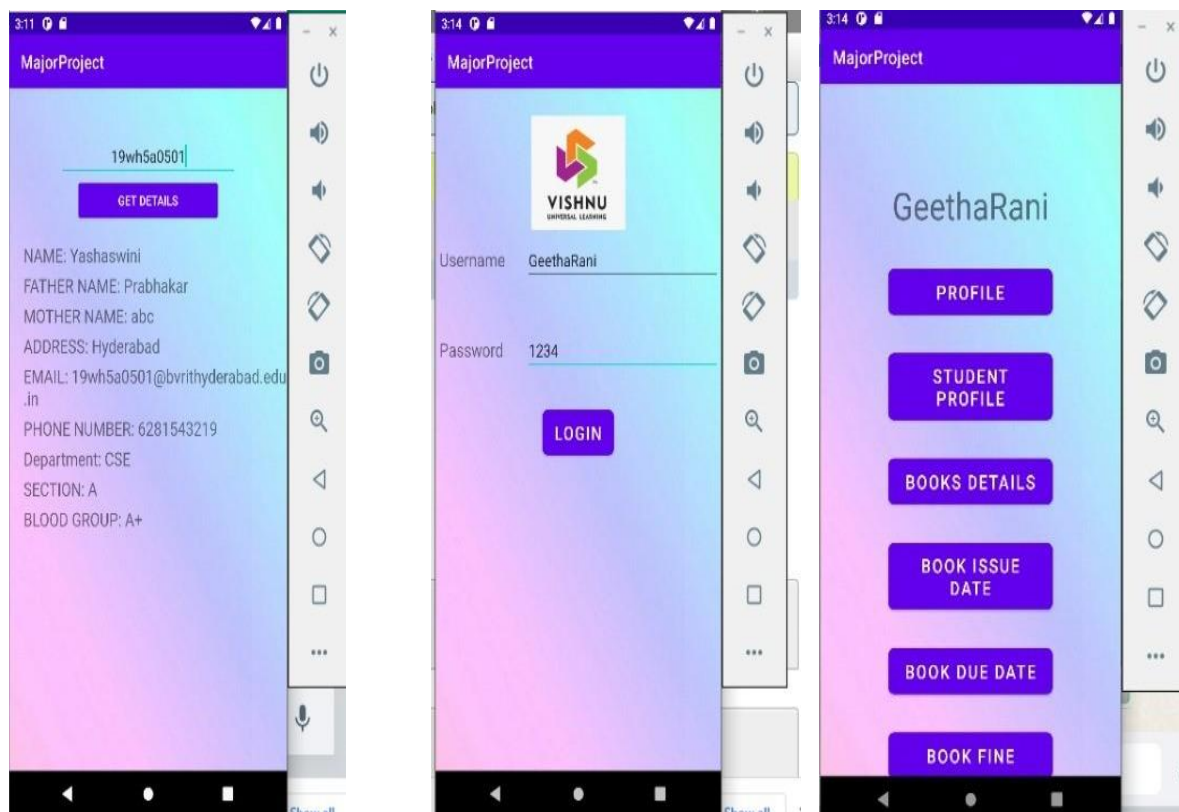 3:11
MajorProject
19wh5a0501
GET DETAILS
NAME: Yashaswini
FATHER NAME: Prabhakar
MOTHER NAME: abc
ADDRESS: Hyderabad
EMAIL: 19wh5a0501@bvrithyderabad.edu
.in
PHONE NUMBER: 6281543219
Department: CSE
SECTION: A
BLOOD GROUP: A+
3:14
MajorProject
VISHNU
UNIVERSAL LEARNING
Username GeethaRani
Password 1234
LOGIN
3:14
MajorProject
GeethaRani
PROFILE
STUDENT
PROFILE
BOOKS DETAILS
BOOK ISSUE
DATE
BOOK DUE DATE
BOOK FINE